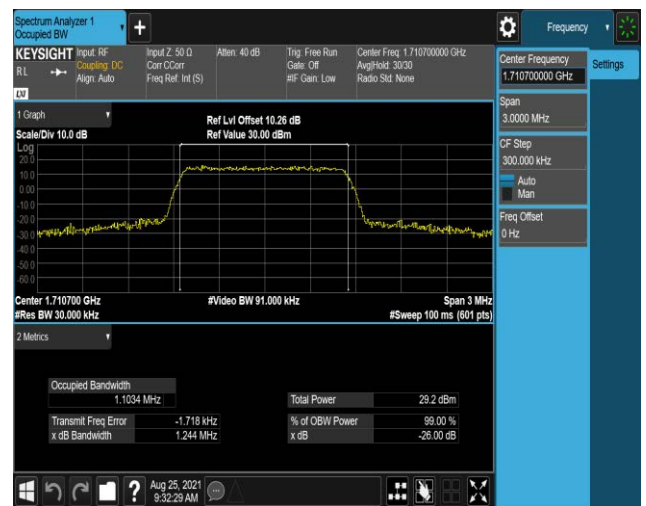 Spectrum Analyzer 1
Occupied BW
+
Frequency
KEYSIGHT
RL
LXI
Input: RF
Coupling: DC
Align: Auto
Input Z: 50 Ω
Corr CCorr
Freq Ref: Int (S)
Atten: 40 dB
Trig: Free Run
Gate: Off
#IF Gain: Low
Center Freq: 1.710700000 GHz
Avg|Hold: 30/30
Radio Std: None
Center Frequency
1.710700000 GHz
Settings
Span
3.0000 MHz
CF Step
300.000 kHz
Auto
Man
Freq Offset
0 Hz
1 Graph
Scale/Div 10.0 dB
Ref Lvl Offset 10.26 dB
Ref Value 30.00 dBm
Log
20.0
10.0
0.00
-10.0
-20.0
-30.0
-40.0
-50.0
-60.0
Center 1.710700 GHz
#Video BW 91.000 kHz
Span 3 MHz
#Res BW 30.000 kHz
#Sweep 100 ms (601 pts)
2 Metrics
Occupied Bandwidth
1.1034 MHz
Total Power 29.2 dBm
Transmit Freq Error -1.718 kHz
% of OBW Power 99.00 %
x dB Bandwidth 1.244 MHz
x dB -26.00 dB
?
Aug 25, 2021
9:32:29 AM